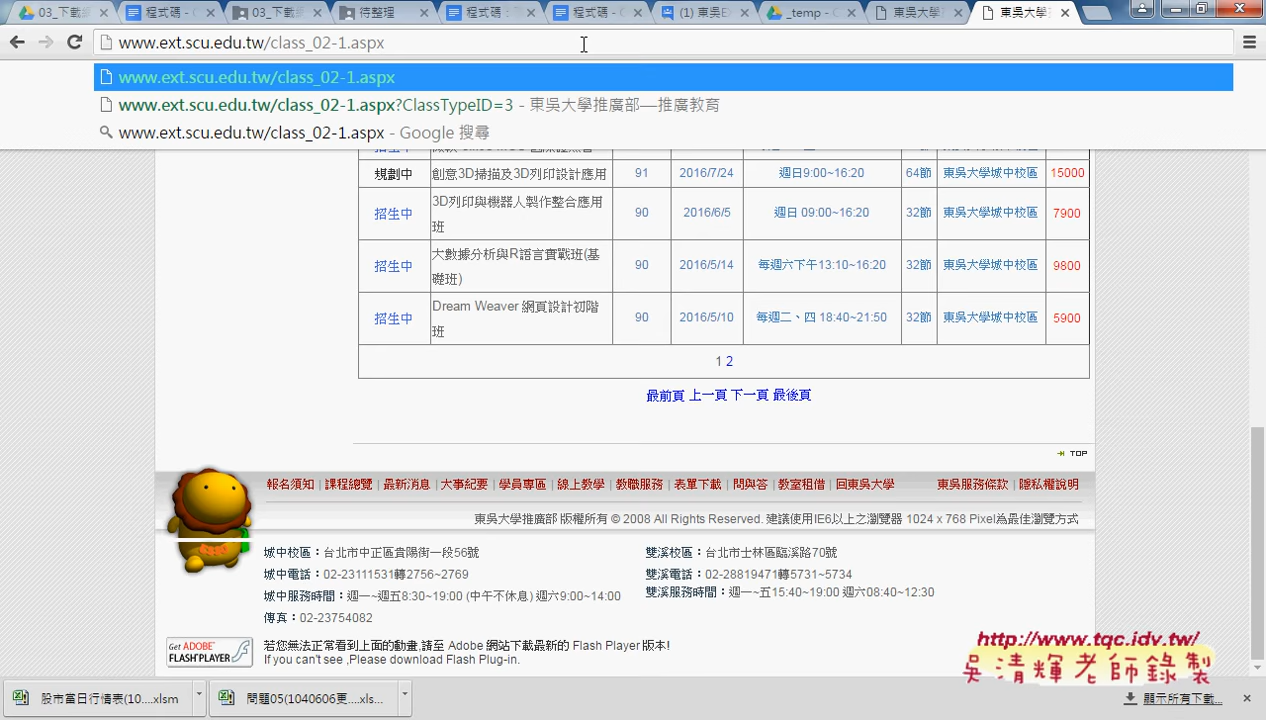 03_下載
程式碼 - C
03_下載
待整理
程式碼
程式碼 - C
(1) 東吳E
_temp - C
東吳大學
東吳大學
www.ext.scu.edu.tw/class_02-1.aspx
www.ext.scu.edu.tw/class_02-1.aspx
www.ext.scu.edu.tw/class_02-1.aspx?ClassTypeID=3 - 東吳大學推廣部—推廣教育
www.ext.scu.edu.tw/class_02-1.aspx - Google 搜尋
規劃中 創意3D掃描及3D列印設計應用 91 2016/7/24 週日9:00~16:20 64節 東吳大學城中校區 15000
招生中 3D列印與機器人製作整合應用班 90 2016/6/5 週日 09:00~16:20 32節 東吳大學城中校區 7900
招生中 大數據分析與R語言實戰班(基礎班) 90 2016/5/14 每週六下午13:10~16:20 32節 東吳大學城中校區 9800
招生中 Dream Weaver 網頁設計初階班 90 2016/5/10 每週二、四 18:40~21:50 32節 東吳大學城中校區 5900
1 2
最前頁 上一頁 下一頁 最後頁
TOP
報名須知 | 課程總覽 | 最新消息 | 大事紀要 | 學員專區 | 線上教學 | 教職服務 | 表單下載 | 問與答 | 教室租借 | 回東吳大學 東吳服務條款 | 隱私權說明
東吳大學推廣部 版權所有 © 2008 All Rights Reserved. 建議使用IE6以上之瀏覽器 1024 x 768 Pixel為最佳瀏覽方式
城中校區：台北市中正區貴陽街一段56號 雙溪校區：台北市士林區臨溪路70號
城中電話：02-23111531轉2756~2769 雙溪電話：02-28819471轉5731~5734
城中服務時間：週一~週五8:30~19:00 (中午不休息) 週六9:00~14:00 雙溪服務時間：週一~五15:40~19:00 週六08:40~12:30
傳真：02-23754082
Get ADOBE FLASH PLAYER
若您無法正常看到上面的動畫,請至 Adobe 網站下載最新的 Flash Player 版本!
If you can't see ,Please download Flash Plug-in.
http://www.tqc.idv.tw/
吳清輝老師錄製
股市當日行情表(10....xlsm
問題05(1040606更....xls...
顯示所有下載...